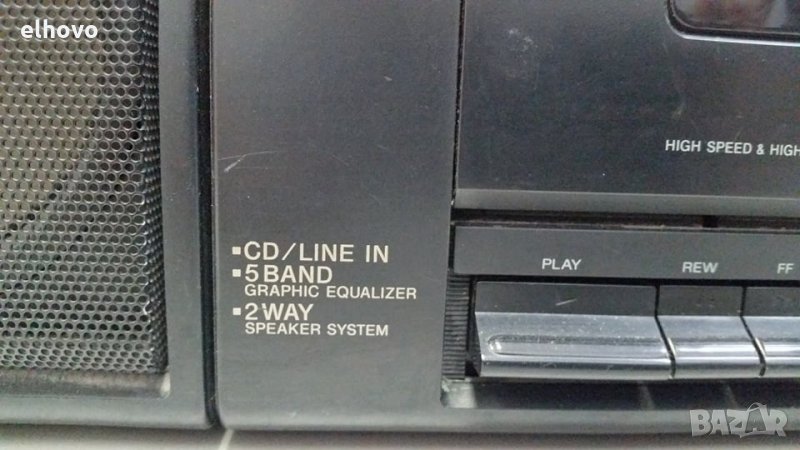 elhovo
HIGH SPEED & HIGH
▪CD/LINE IN
▪5 BAND
GRAPHIC EQUALIZER
▪2 WAY
SPEAKER SYSTEM
PLAY
REW
FF
BAZAR